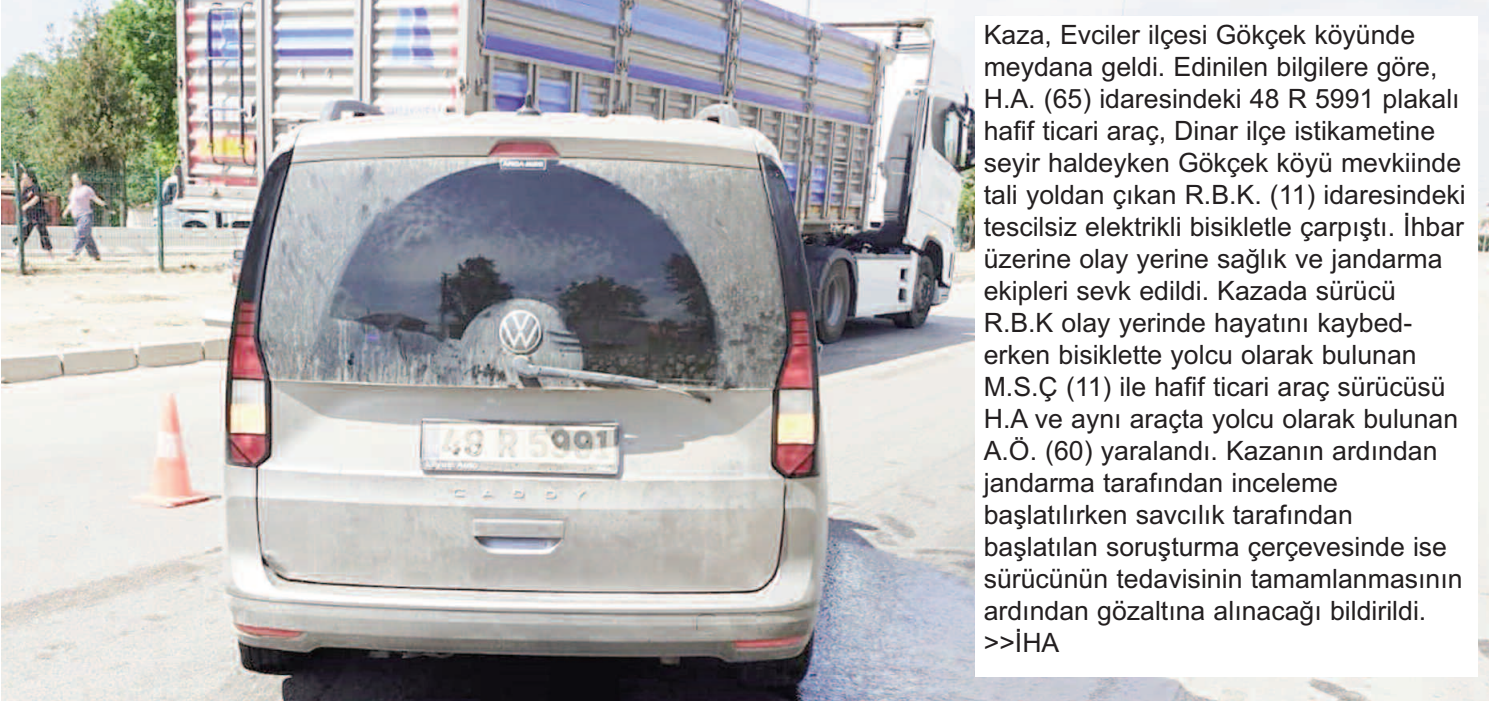 Kaza, Evciler ilçesi Gökçek köyünde
meydana geldi. Edinilen bilgilere göre,
H.A. (65) idaresindeki 48 R 5991 plakalı
hafif ticari araç, Dinar ilçe istikametine
seyir haldeyken Gökçek köyü mevkiinde
tali yoldan çıkan R.B.K. (11) idaresindeki
tescilsiz elektrikli bisikletle çarpıştı. İhbar
üzerine olay yerine sağlık ve jandarma
ekipleri sevk edildi. Kazada sürücü
R.B.K olay yerinde hayatını kaybed-
erken bisiklette yolcu olarak bulunan
M.S.Ç (11) ile hafif ticari araç sürücüsü
H.A ve aynı araçta yolcu olarak bulunan
A.Ö. (60) yaralandı. Kazanın ardından
jandarma tarafından inceleme
başlatılırken savcılık tarafından
başlatılan soruşturma çerçevesinde ise
sürücünün tedavisinin tamamlanmasının
ardından gözaltına alınacağı bildirildi.
>>İHA
48 R 5991
CADDY